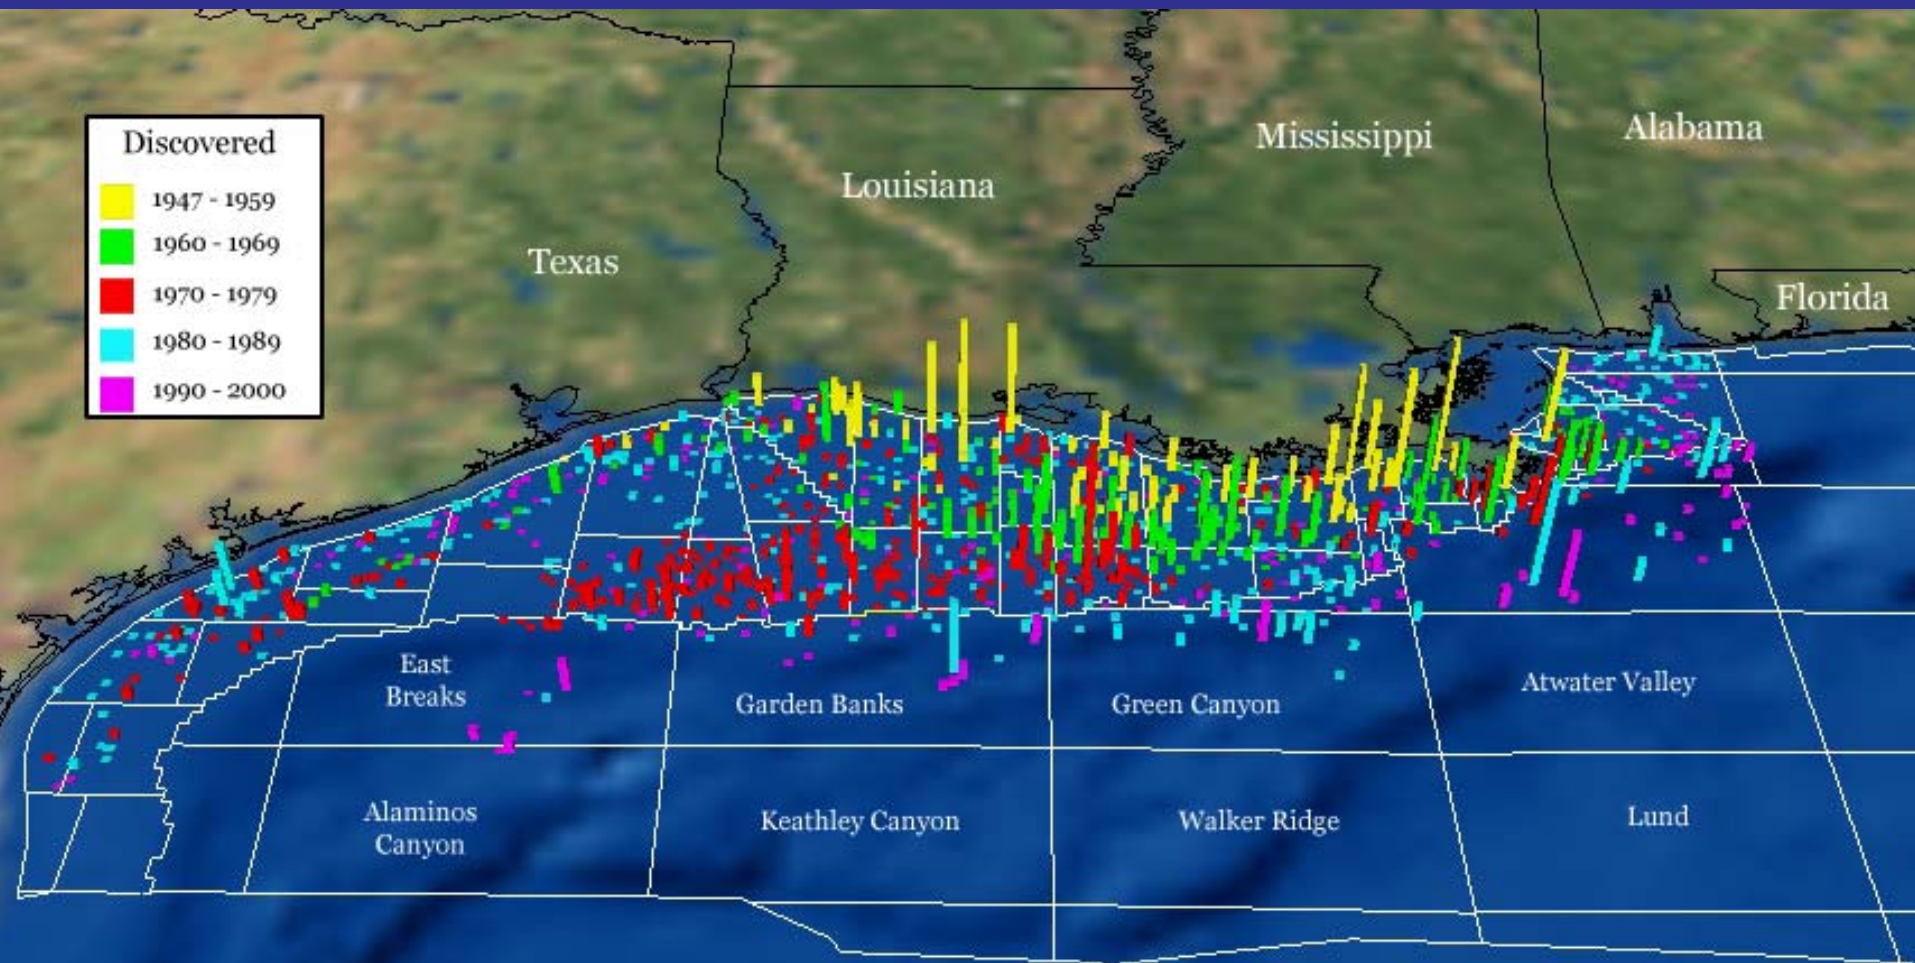 Discovered
1947 - 1959
1960 - 1969
1970 - 1979
1980 - 1989
1990 - 2000
Texas
Louisiana
Mississippi
Alabama
Florida
East
Breaks
Garden Banks
Green Canyon
Atwater Valley
Alaminos
Canyon
Keathley Canyon
Walker Ridge
Lund